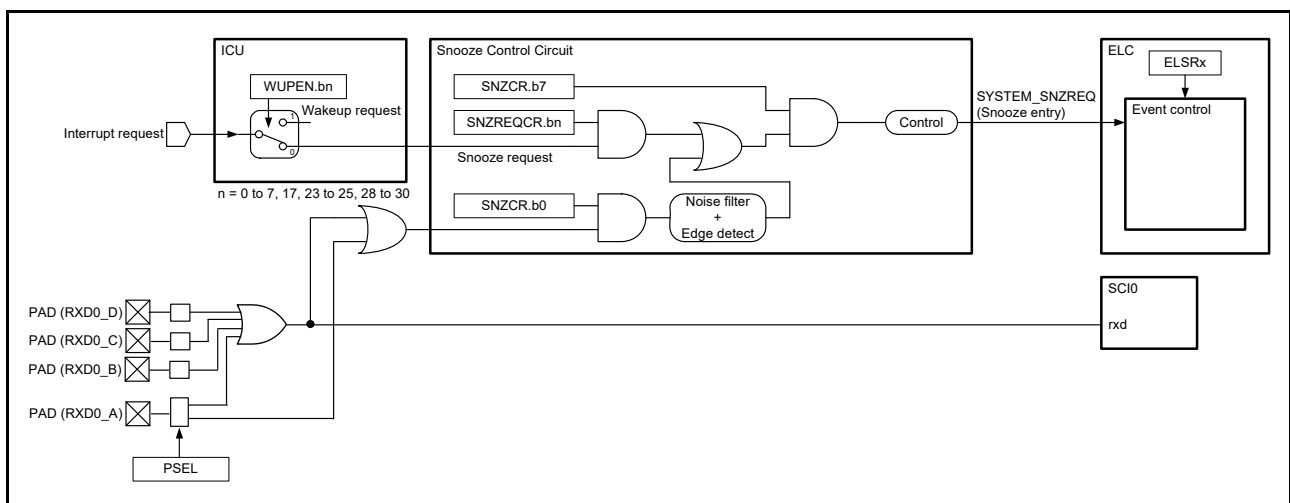 ICU
WUPEN.bn
1
Wakeup request
0
Interrupt request
n = 0 to 7, 17, 23 to 25, 28 to 30
Snooze Control Circuit
SNZCR.b7
SNZREQCR.bn
Snooze request
SNZCR.b0
Noise filter
+
Edge detect
Control
SYSTEM_SNZREQ
(Snooze entry)
ELC
ELSRx
Event control
PAD (RXD0_D)
PAD (RXD0_C)
PAD (RXD0_B)
PAD (RXD0_A)
PSEL
SCI0
rxd